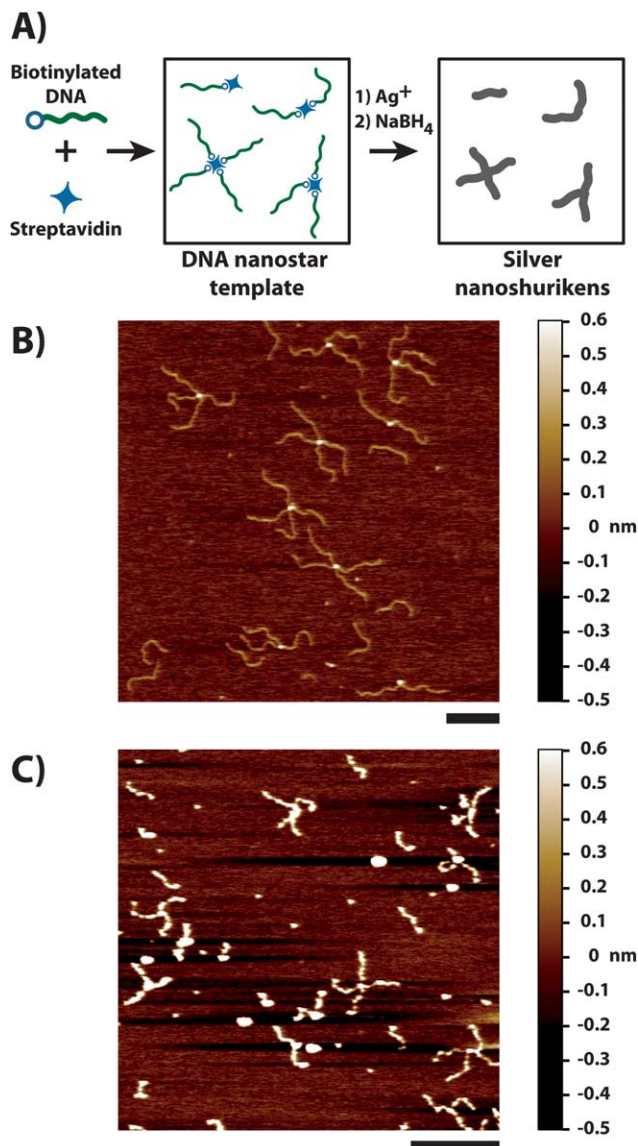 A)
Biotinylated
DNA
+
Streptavidin
DNA nanostar
template
1) Ag⁺
2) NaBH₄
Silver
nanoshurikens
B)
0.6
0.5
0.4
0.3
0.2
0.1
0 nm
-0.1
-0.2
-0.3
-0.4
-0.5
C)
0.6
0.5
0.4
0.3
0.2
0.1
0 nm
-0.1
-0.2
-0.3
-0.4
-0.5